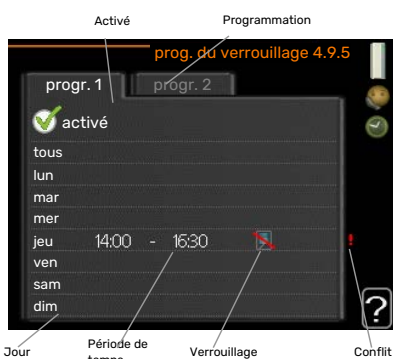 Activé
Programmation
prog. du verrouillage 4.9.5
progr. 1
progr. 2
activé
tous
lun
mar
mer
jeu 14:00 - 16:30 !
ven
sam
dim
?
Jour
Période de
Verrouillage
Conflit